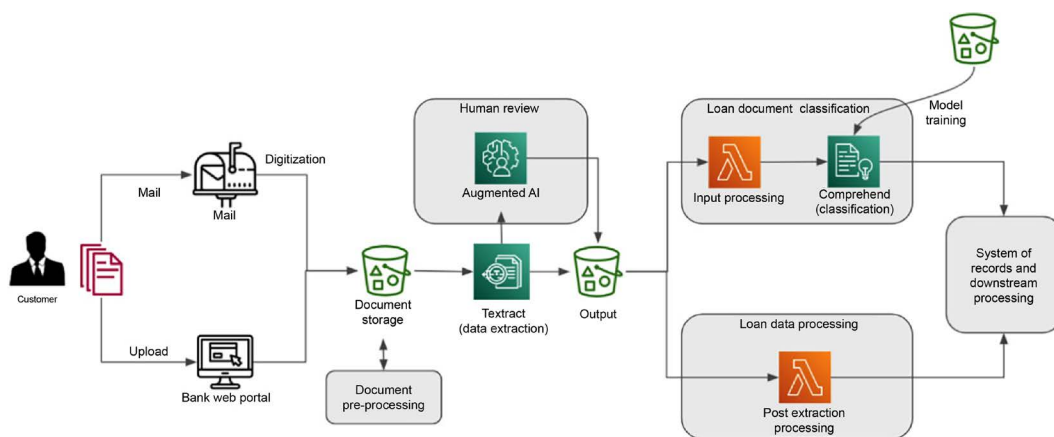 Human review
Loan document classification
Model
training
Digitization
Mail
Mail
Augmented AI
Input processing
Comprehend
(classification)
System of
records and
downstream
processing
Customer
Document
storage
Textract
(data extraction)
Output
Upload
Bank web portal
Document
pre-processing
Loan data processing
Post extraction
processing